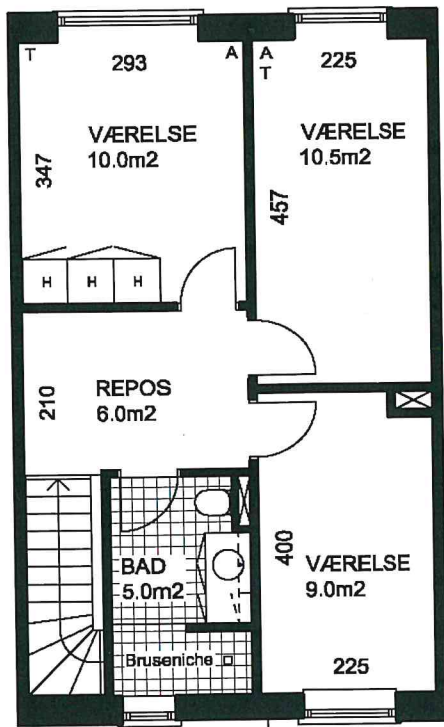 T
293
A
A
T
225
VÆRELSE
10.0m2
347
VÆRELSE
10.5m2
457
H H H
REPOS
6.0m2
210
BAD
5.0m2
400
VÆRELSE
9.0m2
Bruseniche
225